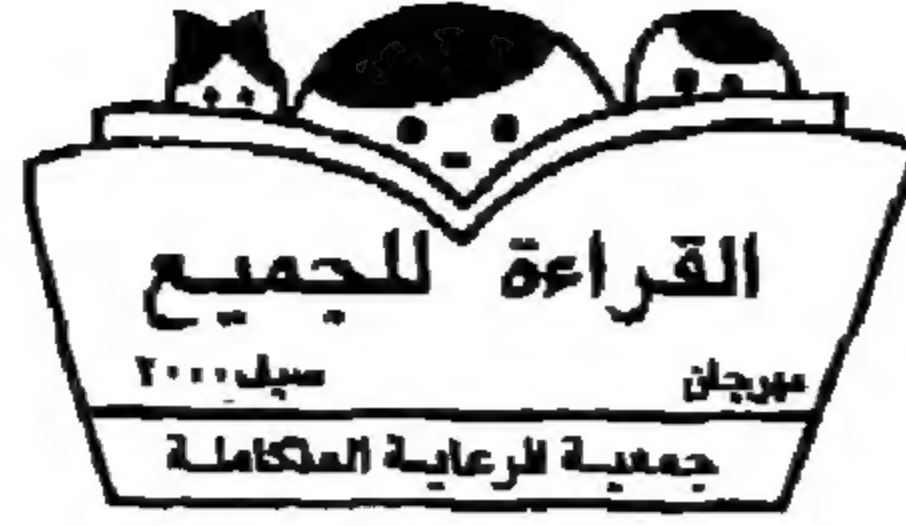 القراءة للجميع
مهرجان صيف ٢٠٠٠
جمعية الرعاية المتكاملة